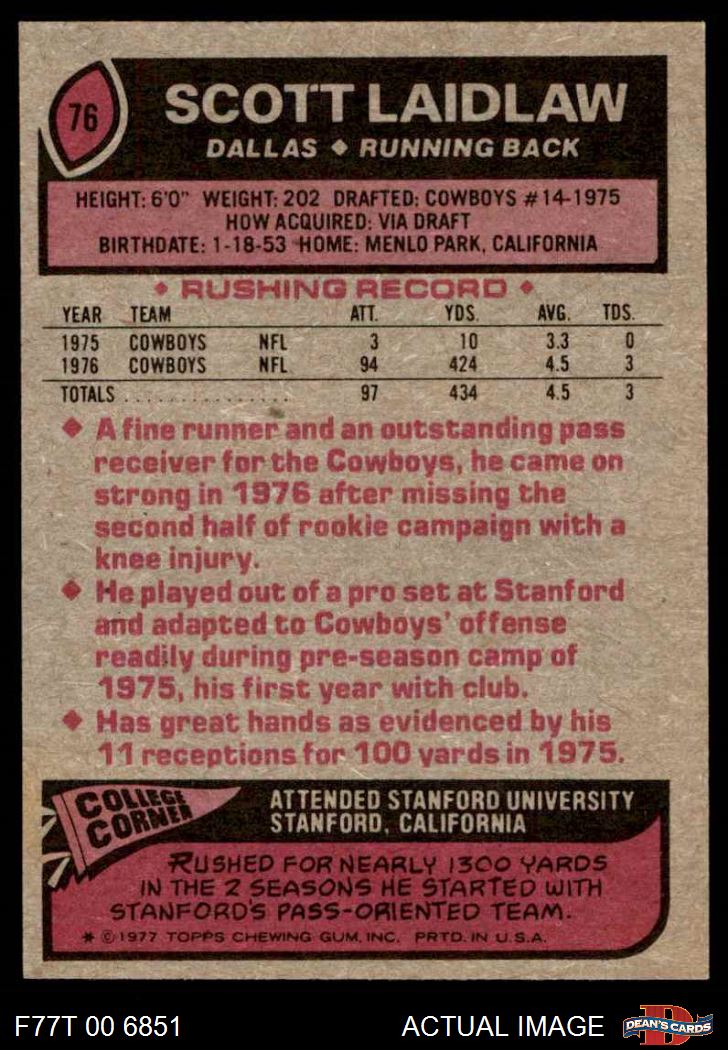 76
SCOTT LAIDLAW
DALLAS ◆ RUNNING BACK
HEIGHT: 6'0" WEIGHT: 202 DRAFTED: COWBOYS #14-1975
HOW ACQUIRED: VIA DRAFT
BIRTHDATE: 1-18-53 HOME: MENLO PARK, CALIFORNIA
◆ RUSHING RECORD ◆
YEAR TEAM ATT. YDS. AVG. TDS.
1975 COWBOYS NFL 3 10 3.3 0
1976 COWBOYS NFL 94 424 4.5 3
TOTALS . . . . . . . . . . . . . . . . 97 434 4.5 3
◆ A fine runner and an outstanding pass
receiver for the Cowboys, he came on
strong in 1976 after missing the
second half of rookie campaign with a
knee injury.
◆ He played out of a pro set at Stanford
and adapted to Cowboys' offense
readily during pre-season camp of
1975, his first year with club.
◆ Has great hands as evidenced by his
11 receptions for 100 yards in 1975.
COLLEGE
CORNER
ATTENDED STANFORD UNIVERSITY
STANFORD, CALIFORNIA
RUSHED FOR NEARLY 1300 YARDS
IN THE 2 SEASONS HE STARTED WITH
STANFORD'S PASS-ORIENTED TEAM.
* © 1977 TOPPS CHEWING GUM, INC. PRTD. IN U.S.A.
F77T 00 6851
ACTUAL IMAGE
D
DEAN'S CARDS